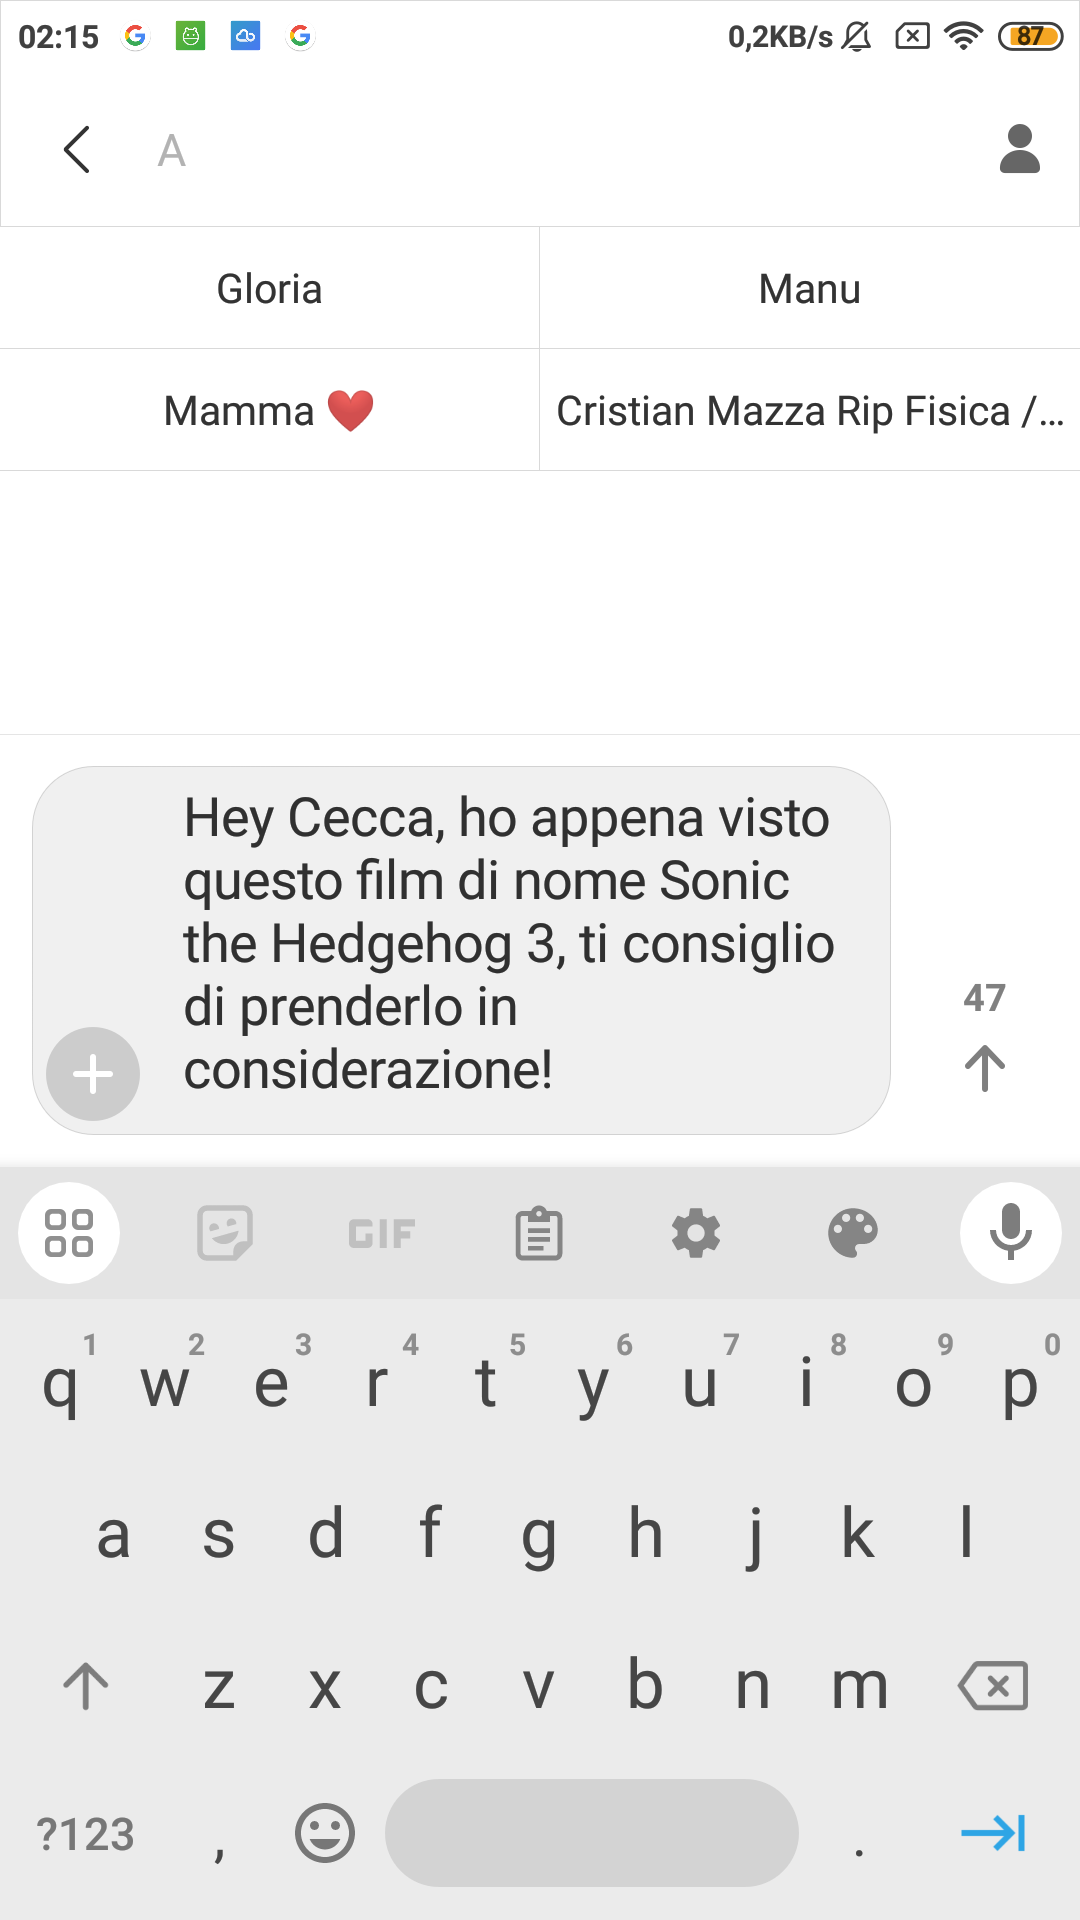 02:15 0,2KB/s 87
A
Gloria Manu
Mamma ❤️ Cristian Mazza Rip Fisica /...
Hey Cecca, ho appena visto
questo film di nome Sonic
the Hedgehog 3, ti consiglio
di prenderlo in
considerazione!
47
GIF
1 2 3 4 5 6 7 8 9 0
q w e r t y u i o p
a s d f g h j k l
z x c v b n m
?123 , .